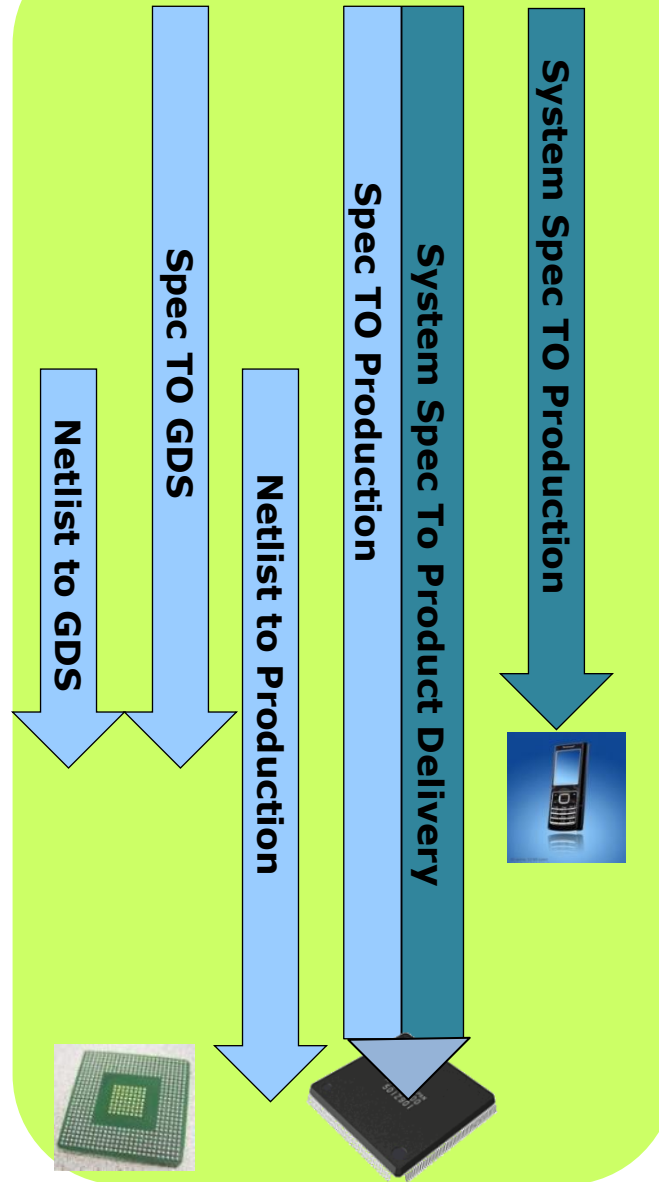 Netlist to GDS
Spec TO GDS
Netlist to Production
Spec TO Production
System Spec To Product Delivery
System Spec TO Production